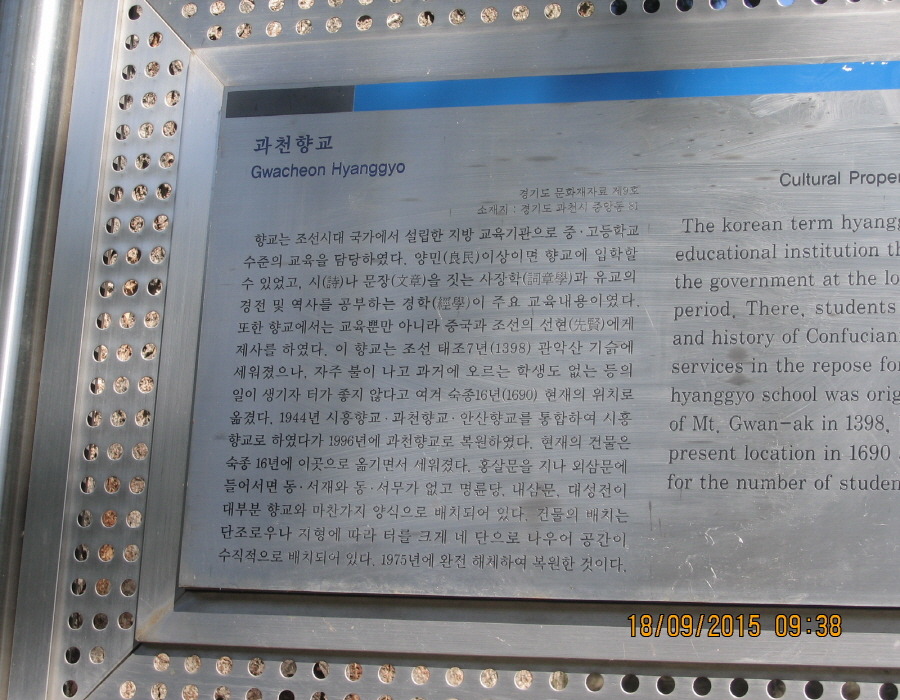 과천향교
Gwacheon Hyanggyo
경기도 문화재자료 제9호
소재지 : 경기도 과천시 중앙동 81
향교는 조선시대 국가에서 설립한 지방 교육기관으로 중·고등학교
수준의 교육을 담당하였다. 양민(良民)이상이면 향교에 입학할
수 있었고, 시(詩)나 문장(文章)을 짓는 사장학(詞章學)과 유교의
경전 및 역사를 공부하는 경학(經學)이 주요 교육내용이였다.
또한 향교에서는 교육뿐만 아니라 중국과 조선의 선현(先賢)에게
제사를 하였다. 이 향교는 조선 태조7년(1398) 관악산 기슭에
세워졌으나, 자주 불이 나고 과거에 오르는 학생도 없는 등의
일이 생기자 터가 좋지 않다고 여겨 숙종16년(1690) 현재의 위치로
옮겼다. 1944년 시흥향교·과천향교·안산향교를 통합하여 시흥
향교로 하였다가 1996년에 과천향교로 복원하였다. 현재의 건물은
숙종 16년에 이곳으로 옮기면서 세워졌다. 홍살문을 지나 외삼문에
들어서면 동·서재와 동·서무가 없고 명륜당, 내삼문, 대성전이
대부분 향교와 마찬가지 양식으로 배치되어 있다. 건물의 배치는
단조로우나 지형에 따라 터를 크게 네 단으로 나우어 공간이
수직적으로 배치되어 있다. 1975년에 완전 해체하여 복원한 것이다.
Cultural Proper
The korean term hyangg
educational institution th
the government at the lo
period, There, students
and history of Confucian
services in the repose for
hyanggyo school was orig
of Mt, Gwan-ak in 1398,
present location in 1690
for the number of studen
18/09/2015 09:38